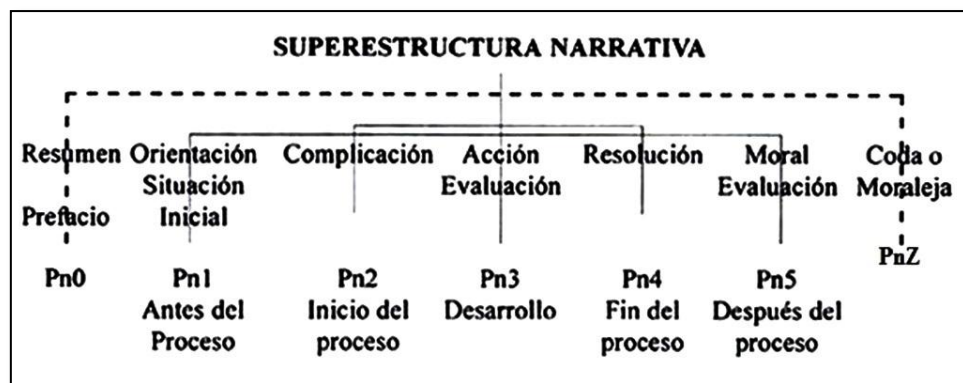 SUPERESTRUCTURA NARRATIVA
Resumen Orientación Complicación Acción Resolución Moral Coda o
Situación Evaluación Evaluación Moraleja
Prefacio Inicial
PnZ
Pn0 Pn1 Pn2 Pn3 Pn4 Pn5
Antes del Inicio del Desarrollo Fin del Después del
Proceso proceso proceso proceso